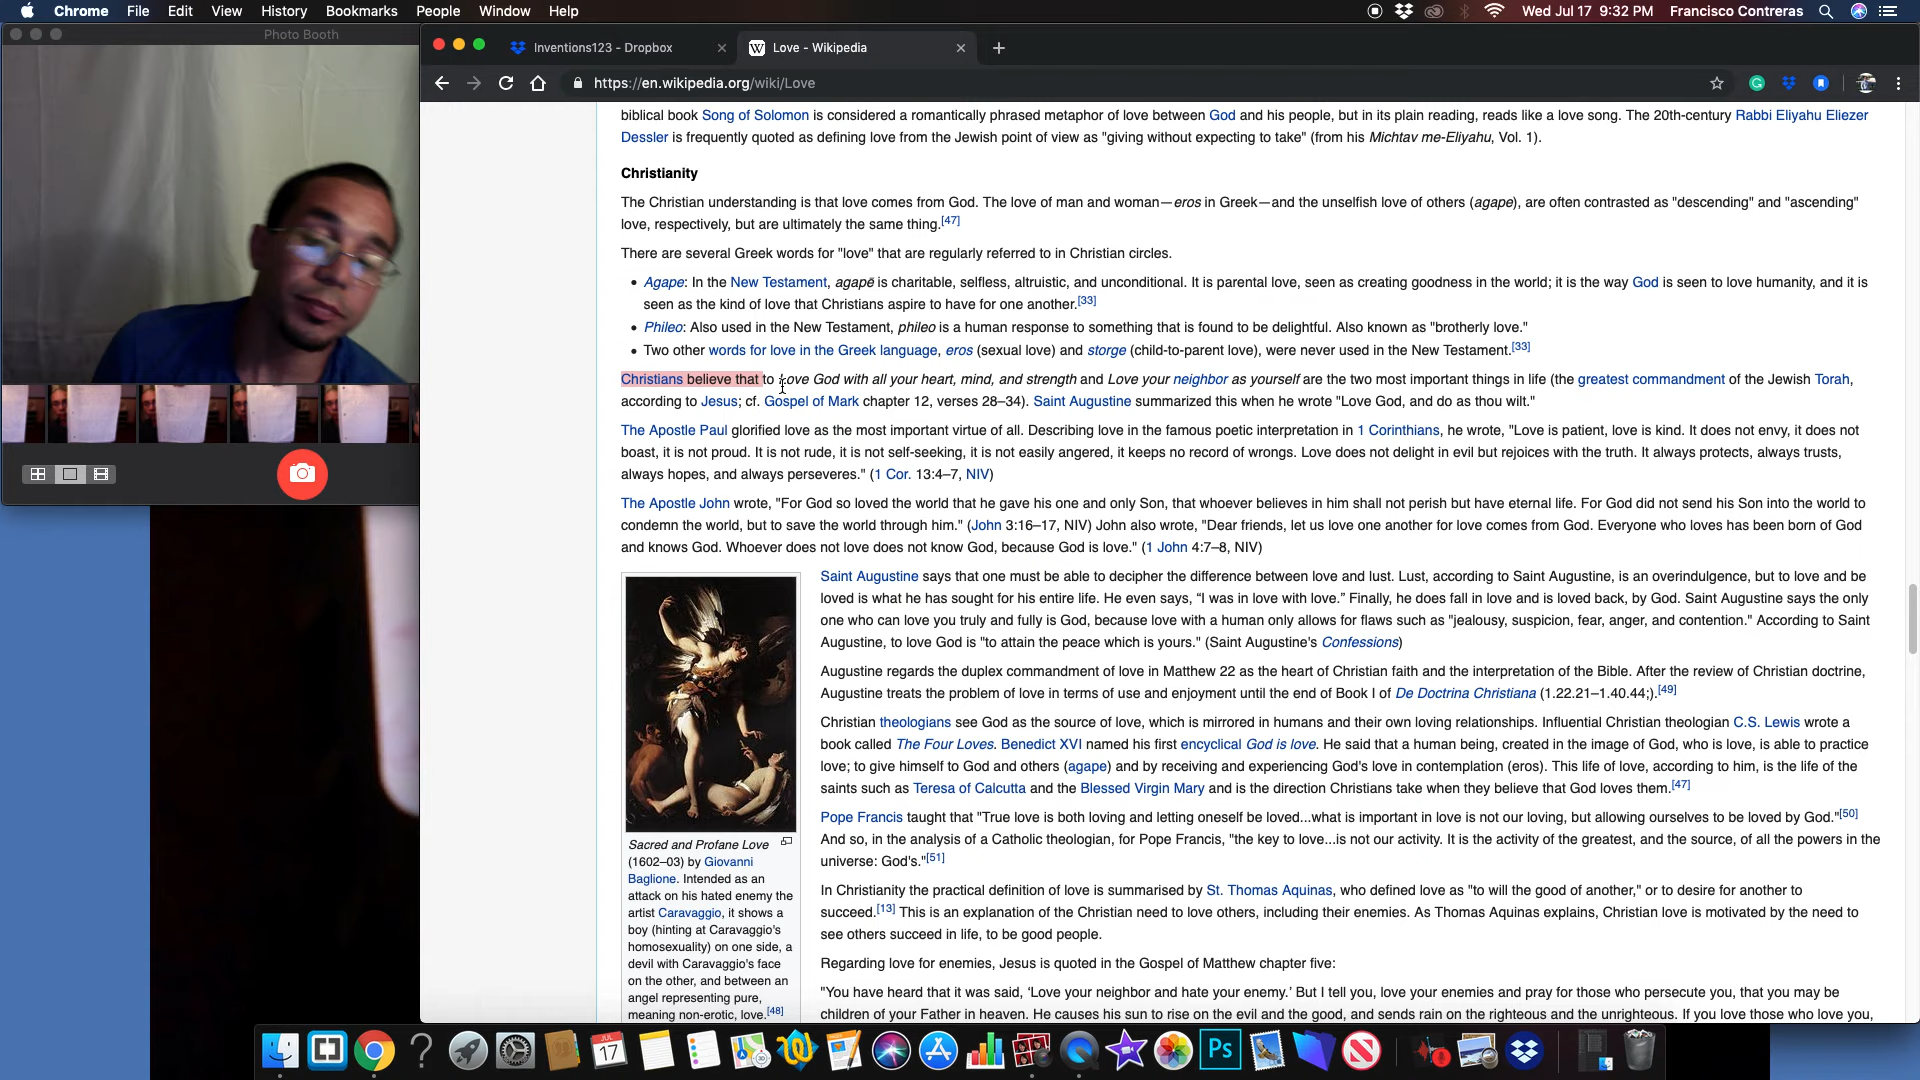 Chrome File Edit View History Bookmarks People Window Help Wed Jul 17 9:32 PM Francisco Contreras
Photo Booth
Inventions123 - Dropbox Love - Wikipedia
https://en.wikipedia.org/wiki/Love
biblical book Song of Solomon is considered a romantically phrased metaphor of love between God and his people, but in its plain reading, reads like a love song. The 20th-century Rabbi Eliyahu Eliezer
Dessler is frequently quoted as defining love from the Jewish point of view as "giving without expecting to take" (from his Michtav me-Eliyahu, Vol. 1).
Christianity
The Christian understanding is that love comes from God. The love of man and woman—eros in Greek—and the unselfish love of others (agape), are often contrasted as "descending" and "ascending"
love, respectively, but are ultimately the same thing.[47]
There are several Greek words for "love" that are regularly referred to in Christian circles.
• Agape: In the New Testament, agapē is charitable, selfless, altruistic, and unconditional. It is parental love, seen as creating goodness in the world; it is the way God is seen to love humanity, and it is
seen as the kind of love that Christians aspire to have for one another.[33]
• Phileo: Also used in the New Testament, phileo is a human response to something that is found to be delightful. Also known as "brotherly love."
• Two other words for love in the Greek language, eros (sexual love) and storge (child-to-parent love), were never used in the New Testament.[33]
Christians believe that to Love God with all your heart, mind, and strength and Love your neighbor as yourself are the two most important things in life (the greatest commandment of the Jewish Torah,
according to Jesus; cf. Gospel of Mark chapter 12, verses 28–34). Saint Augustine summarized this when he wrote "Love God, and do as thou wilt."
The Apostle Paul glorified love as the most important virtue of all. Describing love in the famous poetic interpretation in 1 Corinthians, he wrote, "Love is patient, love is kind. It does not envy, it does not
boast, it is not proud. It is not rude, it is not self-seeking, it is not easily angered, it keeps no record of wrongs. Love does not delight in evil but rejoices with the truth. It always protects, always trusts,
always hopes, and always perseveres." (1 Cor. 13:4–7, NIV)
The Apostle John wrote, "For God so loved the world that he gave his one and only Son, that whoever believes in him shall not perish but have eternal life. For God did not send his Son into the world to
condemn the world, but to save the world through him." (John 3:16–17, NIV) John also wrote, "Dear friends, let us love one another for love comes from God. Everyone who loves has been born of God
and knows God. Whoever does not love does not know God, because God is love." (1 John 4:7–8, NIV)
Saint Augustine says that one must be able to decipher the difference between love and lust. Lust, according to Saint Augustine, is an overindulgence, but to love and be
loved is what he has sought for his entire life. He even says, “I was in love with love.” Finally, he does fall in love and is loved back, by God. Saint Augustine says the only
one who can love you truly and fully is God, because love with a human only allows for flaws such as "jealousy, suspicion, fear, anger, and contention." According to Saint
Augustine, to love God is "to attain the peace which is yours." (Saint Augustine's Confessions)
Augustine regards the duplex commandment of love in Matthew 22 as the heart of Christian faith and the interpretation of the Bible. After the review of Christian doctrine,
Augustine treats the problem of love in terms of use and enjoyment until the end of Book I of De Doctrina Christiana (1.22.21–1.40.44;).[49]
Christian theologians see God as the source of love, which is mirrored in humans and their own loving relationships. Influential Christian theologian C.S. Lewis wrote a
book called The Four Loves. Benedict XVI named his first encyclical God is love. He said that a human being, created in the image of God, who is love, is able to practice
love; to give himself to God and others (agape) and by receiving and experiencing God's love in contemplation (eros). This life of love, according to him, is the life of the
saints such as Teresa of Calcutta and the Blessed Virgin Mary and is the direction Christians take when they believe that God loves them.[47]
Pope Francis taught that "True love is both loving and letting oneself be loved...what is important in love is not our loving, but allowing ourselves to be loved by God."[50]
And so, in the analysis of a Catholic theologian, for Pope Francis, "the key to love...is not our activity. It is the activity of the greatest, and the source, of all the powers in the
universe: God's."[51]
In Christianity the practical definition of love is summarised by St. Thomas Aquinas, who defined love as "to will the good of another," or to desire for another to
succeed.[13] This is an explanation of the Christian need to love others, including their enemies. As Thomas Aquinas explains, Christian love is motivated by the need to
see others succeed in life, to be good people.
Regarding love for enemies, Jesus is quoted in the Gospel of Matthew chapter five:
"You have heard that it was said, ‘Love your neighbor and hate your enemy.’ But I tell you, love your enemies and pray for those who persecute you, that you may be
children of your Father in heaven. He causes his sun to rise on the evil and the good, and sends rain on the righteous and the unrighteous. If you love those who love you,
Sacred and Profane Love
(1602–03) by Giovanni
Baglione. Intended as an
attack on his hated enemy the
artist Caravaggio, it shows a
boy (hinting at Caravaggio's
homosexuality) on one side, a
devil with Caravaggio's face
on the other, and between an
angel representing pure,
meaning non-erotic, love.[48]
JUL
17
Ps